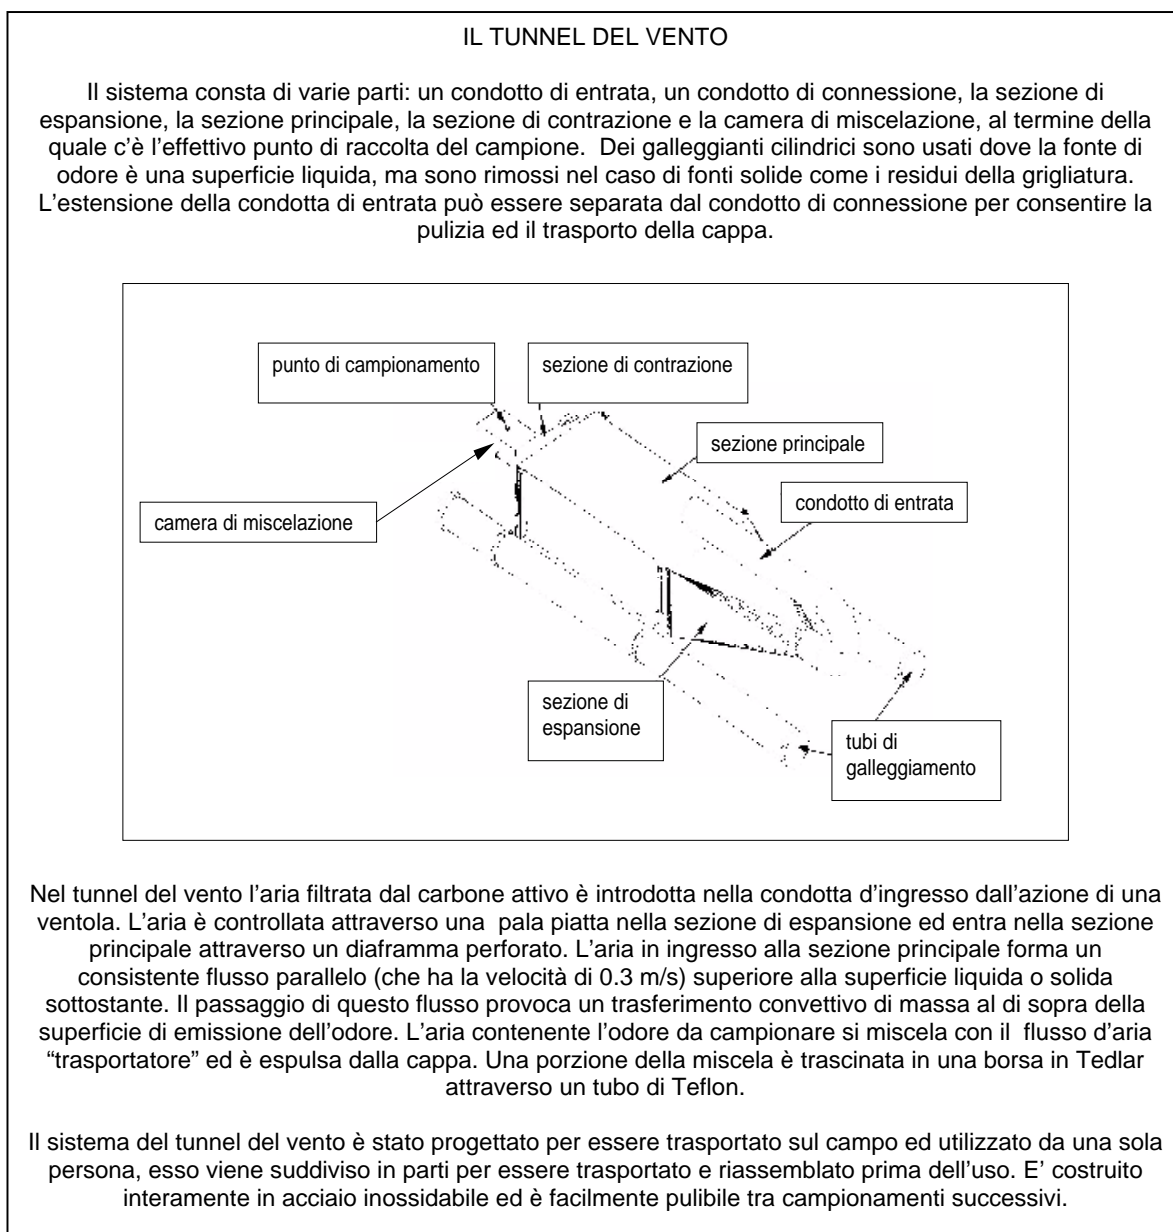 IL TUNNEL DEL VENTO
Il sistema consta di varie parti: un condotto di entrata, un condotto di connessione, la sezione di
espansione, la sezione principale, la sezione di contrazione e la camera di miscelazione, al termine della
quale c’è l’effettivo punto di raccolta del campione.  Dei galleggianti cilindrici sono usati dove la fonte di
odore è una superficie liquida, ma sono rimossi nel caso di fonti solide come i residui della grigliatura.
L’estensione della condotta di entrata può essere separata dal condotto di connessione per consentire la
pulizia ed il trasporto della cappa.
punto di campionamento
sezione di contrazione
sezione principale
condotto di entrata
camera di miscelazione
sezione di
espansione
tubi di
galleggiamento
Nel tunnel del vento l’aria filtrata dal carbone attivo è introdotta nella condotta d’ingresso dall’azione di una
ventola. L’aria è controllata attraverso una  pala piatta nella sezione di espansione ed entra nella sezione
principale attraverso un diaframma perforato. L’aria in ingresso alla sezione principale forma un
consistente flusso parallelo (che ha la velocità di 0.3 m/s) superiore alla superficie liquida o solida
sottostante. Il passaggio di questo flusso provoca un trasferimento convettivo di massa al di sopra della
superficie di emissione dell’odore. L’aria contenente l’odore da campionare si miscela con il  flusso d’aria
“trasportatore” ed è espulsa dalla cappa. Una porzione della miscela è trascinata in una borsa in Tedlar
attraverso un tubo di Teflon.
Il sistema del tunnel del vento è stato progettato per essere trasportato sul campo ed utilizzato da una sola
persona, esso viene suddiviso in parti per essere trasportato e riassemblato prima dell’uso. E’ costruito
interamente in acciaio inossidabile ed è facilmente pulibile tra campionamenti successivi.